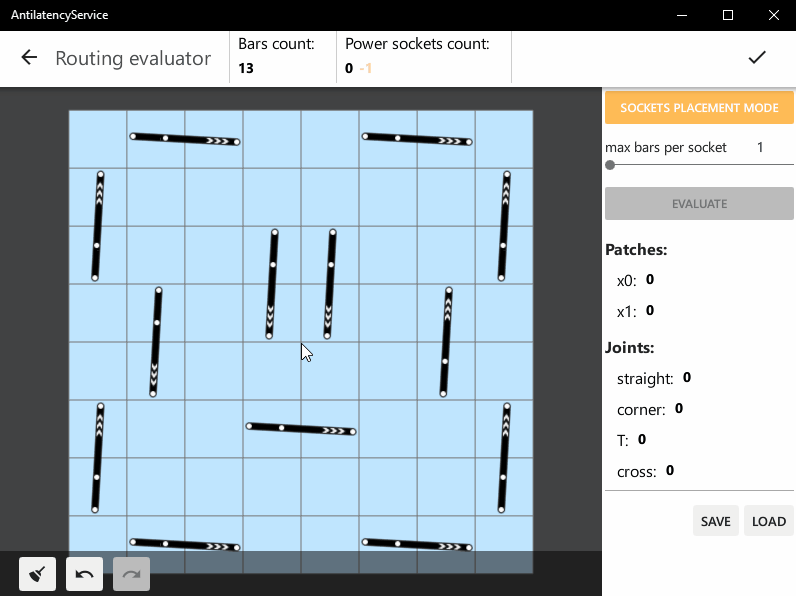 AntilatencyService
Routing evaluator
Bars count:
13
Power sockets count:
0 -1
SOCKETS PLACEMENT MODE
max bars per socket 1
EVALUATE
Patches:
x0: 0
x1: 0
Joints:
straight: 0
corner: 0
T: 0
cross: 0
SAVE LOAD